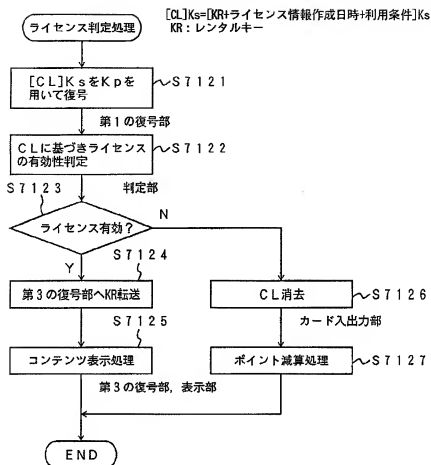 [CL]Ks=[KR+ライセンス情報作成日時+利用条件]Ks
KR:レンタルキー
ライセンス判定処理
[CL]KsをKpを
用いて復号
S7121
第1の復号部
CLに基づきライセンス
の有効性判定
S7122
S7123
判定部
ライセンス有効?
N
Y
S7124
第3の復号部へKR転送
CL消去
S7126
S7125
カード入出力部
コンテンツ表示処理
ポイント減算処理
S7127
第3の復号部,表示部
END